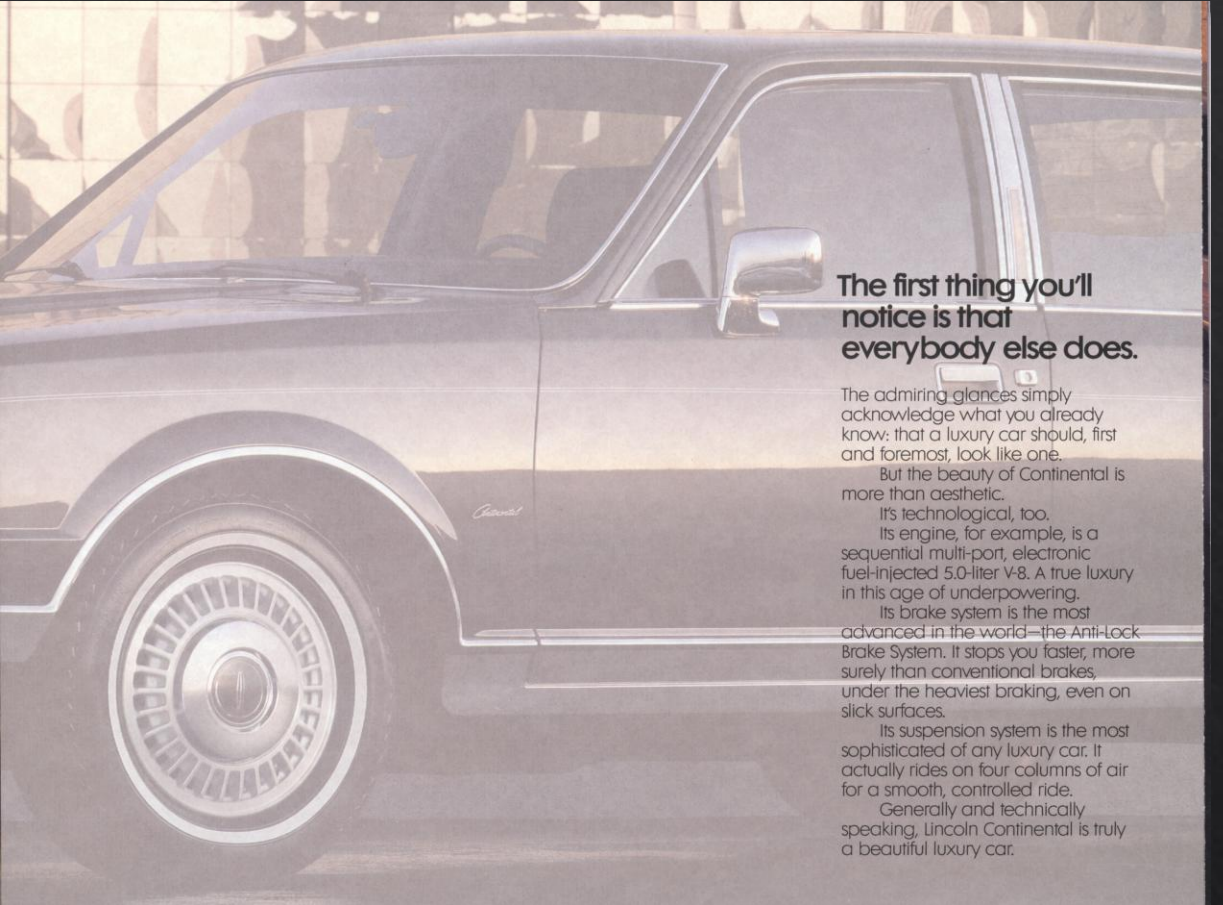 The first thing you'll
notice is that
everybody else does.
The admiring glances simply
acknowledge what you already
know: that a luxury car should, first
and foremost, look like one.
But the beauty of Continental is
more than aesthetic.
It's technological, too.
Its engine, for example, is a
sequential multi-port, electronic
fuel-injected 5.0-liter V-8. A true luxury
in this age of underpowering.
Its brake system is the most
advanced in the world—the Anti-Lock
Brake System. It stops you faster, more
surely than conventional brakes,
under the heaviest braking, even on
slick surfaces.
Its suspension system is the most
sophisticated of any luxury car. It
actually rides on four columns of air
for a smooth, controlled ride.
Generally and technically
speaking, Lincoln Continental is truly
a beautiful luxury car.
Continental